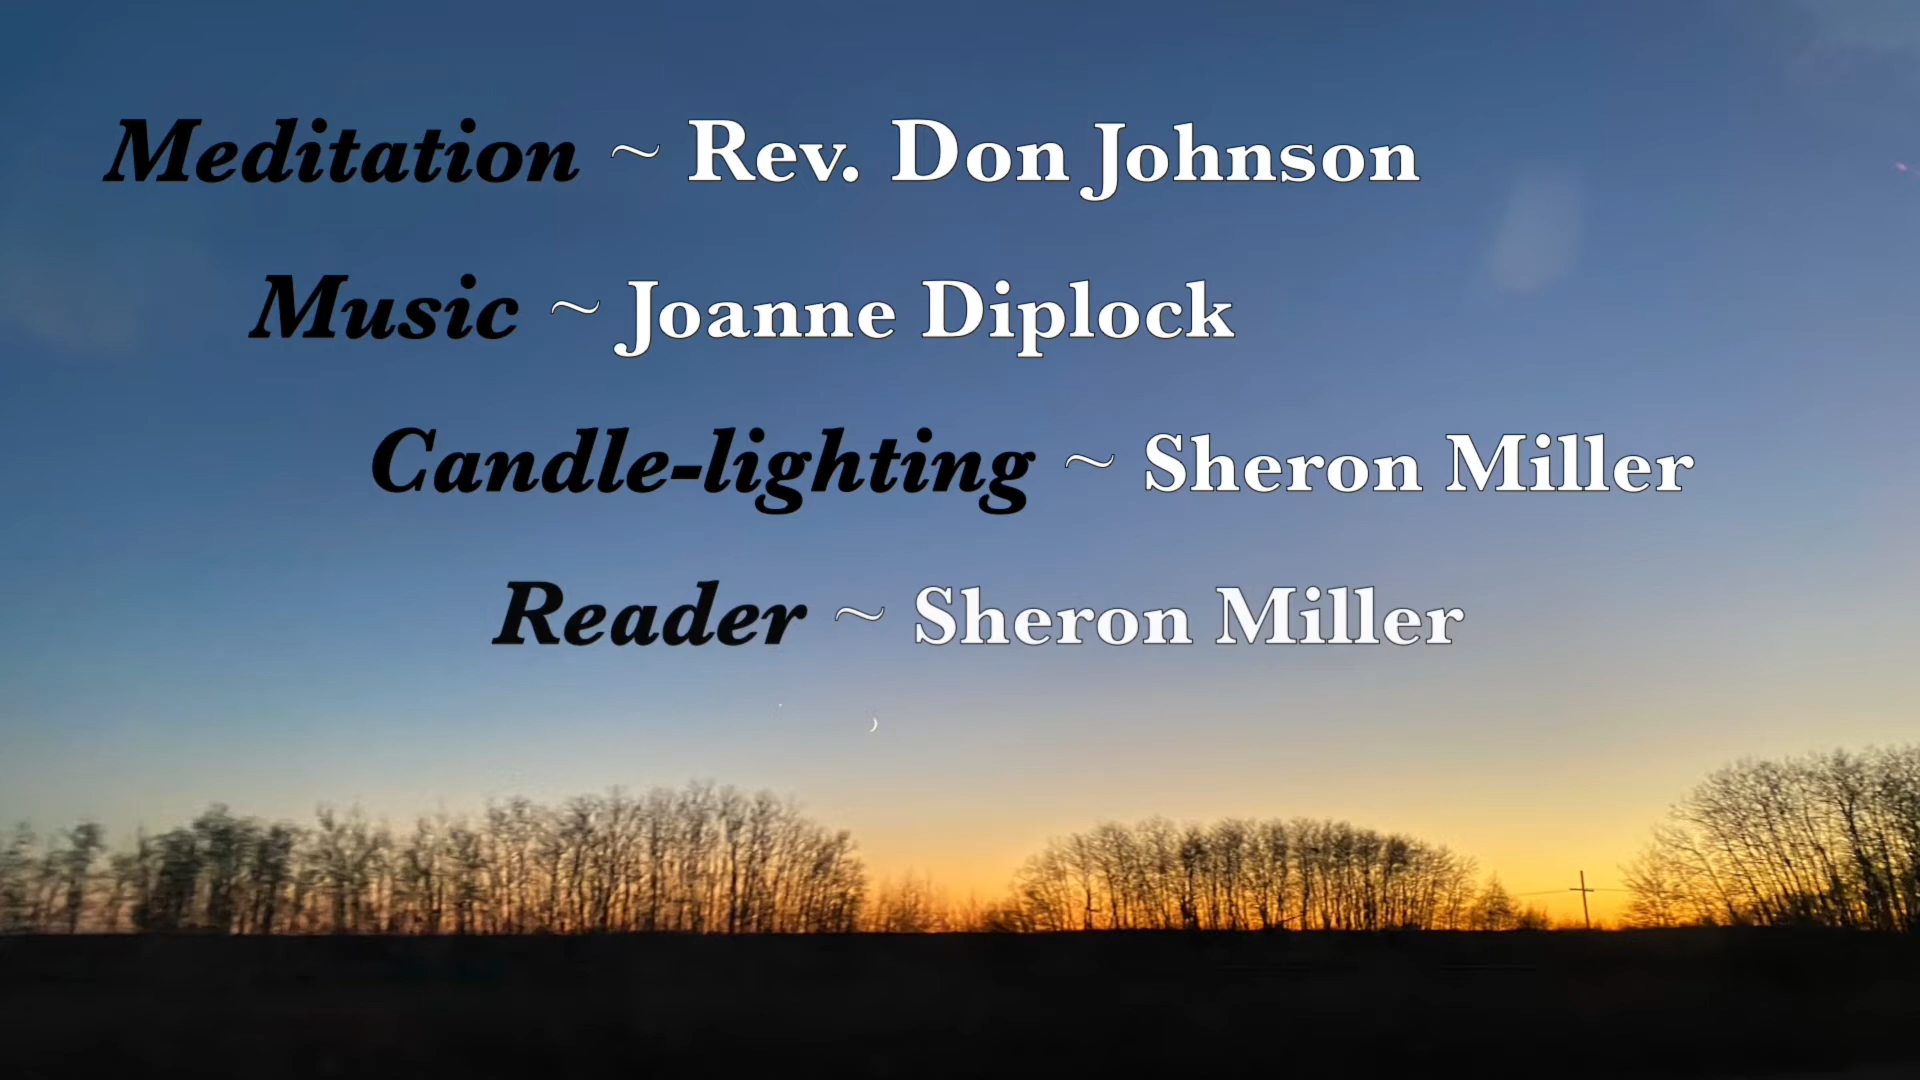 Meditation ~ Rev. Don Johnson
Music ~ Joanne Diplock
Candle-lighting ~ Sheron Miller
Reader ~ Sheron Miller